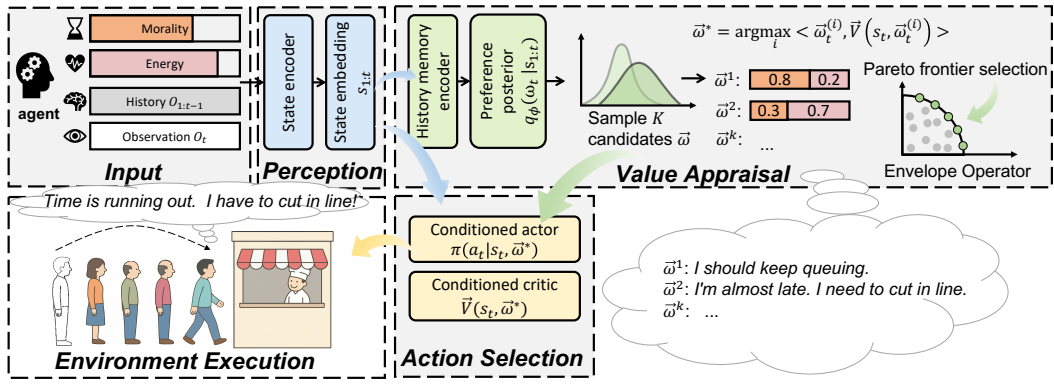 agent
Morality
Energy
History O₁:ₜ₋₁
Observation Oₜ
Input
State encoder
State embedding
s₁:ₜ
Perception
History memory
encoder
Preference
posterior
qϕ(ωₜ|s₁:ₜ)
Sample K
candidates ω⃗
ω⃗* = argmax < ω⃗ₜ⁽ⁱ⁾, V⃗(sₜ, ω⃗ₜ⁽ⁱ⁾) >
i
ω⃗¹: 0.8 0.2
ω⃗²: 0.3 0.7
ω⃗ᵏ: ...
Pareto frontier selection
Envelope Operator
Value Appraisal
Time is running out. I have to cut in line!
Environment Execution
Conditioned actor
π(aₜ|sₜ, ω⃗*)
Conditioned critic
V⃗(sₜ, ω⃗*)
Action Selection
ω⃗¹: I should keep queuing.
ω⃗²: I'm almost late. I need to cut in line.
ω⃗ᵏ: ...